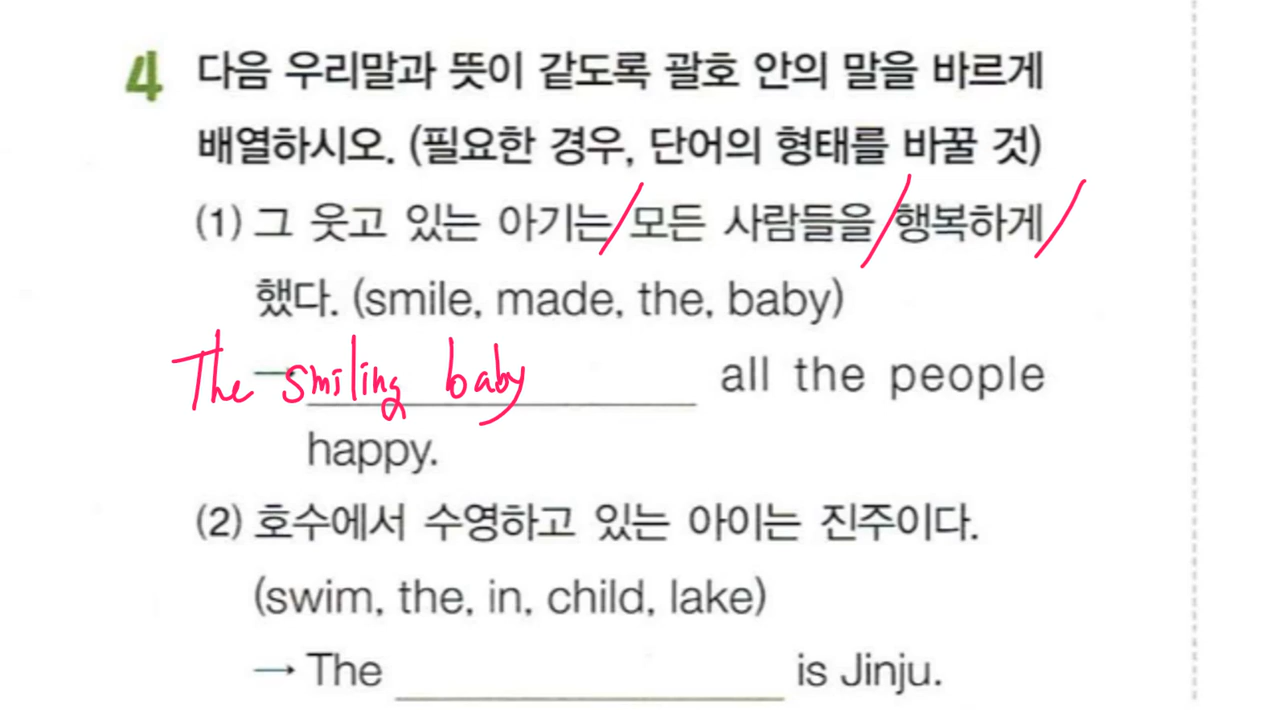 4 다음 우리말과 뜻이 같도록 괄호 안의 말을 바르게
배열하시오. (필요한 경우, 단어의 형태를 바꿀 것)
(1) 그 웃고 있는 아기는/모든 사람들을/행복하게/
했다. (smile, made, the, baby)
→ The smiling baby all the people
happy.
(2) 호수에서 수영하고 있는 아이는 진주이다.
(swim, the, in, child, lake)
→ The is Jinju.